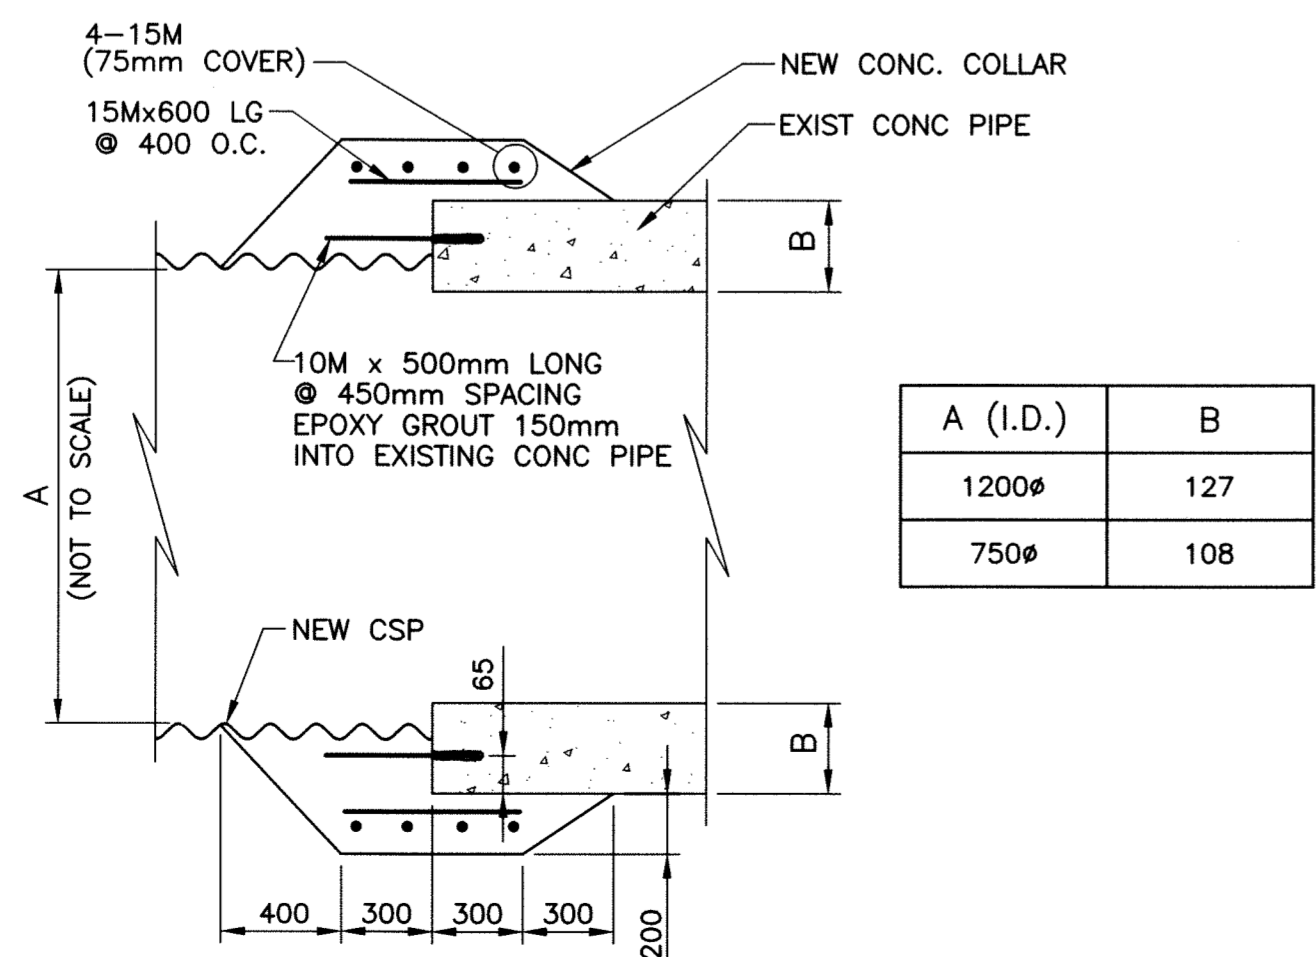 4-15M
(75mm COVER)
15Mx600 LG
@ 400 O.C.
NEW CONC. COLLAR
EXIST CONC PIPE
B
10M x 500mm LONG
@ 450mm SPACING
EPOXY GROUT 150mm
INTO EXISTING CONC PIPE
A
(NOT TO SCALE)
A (I.D.) B
1200ø 127
750ø 108
NEW CSP
65
B
400 300 300 300
200